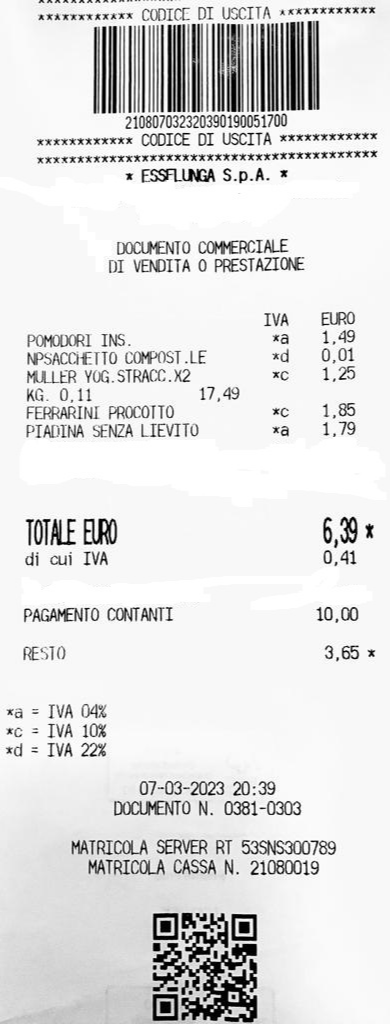 ************ CODICE DI USCITA ************
210807032320390190051700
************ CODICE DI USCITA ************
******************************************
* ESSELUNGA S.p.A. *
DOCUMENTO COMMERCIALE
DI VENDITA O PRESTAZIONE
IVA EURO
POMODORI INS. *a 1,49
NPSACCHETTO COMPOST.LE *d 0,01
MULLER YOG.STRACC.X2 *c 1,25
KG. 0,11 17,49
FERRARINI PROCOTTO *c 1,85
PIADINA SENZA LIEVITO *a 1,79
TOTALE EURO 6,39 *
di cui IVA 0,41
PAGAMENTO CONTANTI 10,00
RESTO 3,65 *
*a = IVA 04%
*c = IVA 10%
*d = IVA 22%
07-03-2023 20:39
DOCUMENTO N. 0381-0303
MATRICOLA SERVER RT 53SNS300789
MATRICOLA CASSA N. 21080019